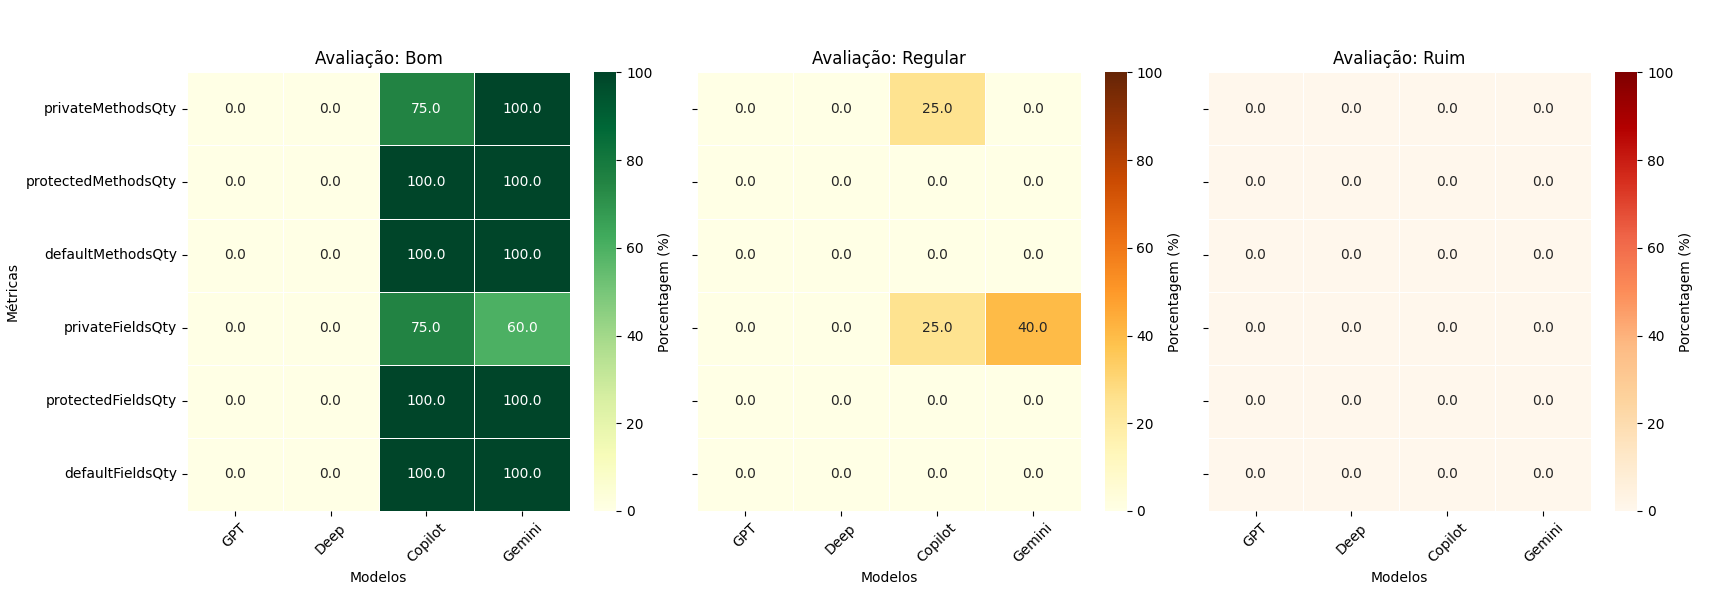 Avaliação: Bom
Métricas
privateMethodsQty 0.0 0.0 75.0 100.0
protectedMethodsQty 0.0 0.0 100.0 100.0
defaultMethodsQty 0.0 0.0 100.0 100.0
privateFieldsQty 0.0 0.0 75.0 60.0
protectedFieldsQty 0.0 0.0 100.0 100.0
defaultFieldsQty 0.0 0.0 100.0 100.0
GPT Deep Copilot Gemini
Modelos
100
80
60
40
20
0
Porcentagem (%)
Avaliação: Regular
0.0 0.0 25.0 0.0
0.0 0.0 0.0 0.0
0.0 0.0 0.0 0.0
0.0 0.0 25.0 40.0
0.0 0.0 0.0 0.0
0.0 0.0 0.0 0.0
GPT Deep Copilot Gemini
Modelos
100
80
60
40
20
0
Porcentagem (%)
Avaliação: Ruim
0.0 0.0 0.0 0.0
0.0 0.0 0.0 0.0
0.0 0.0 0.0 0.0
0.0 0.0 0.0 0.0
0.0 0.0 0.0 0.0
0.0 0.0 0.0 0.0
GPT Deep Copilot Gemini
Modelos
100
80
60
40
20
0
Porcentagem (%)